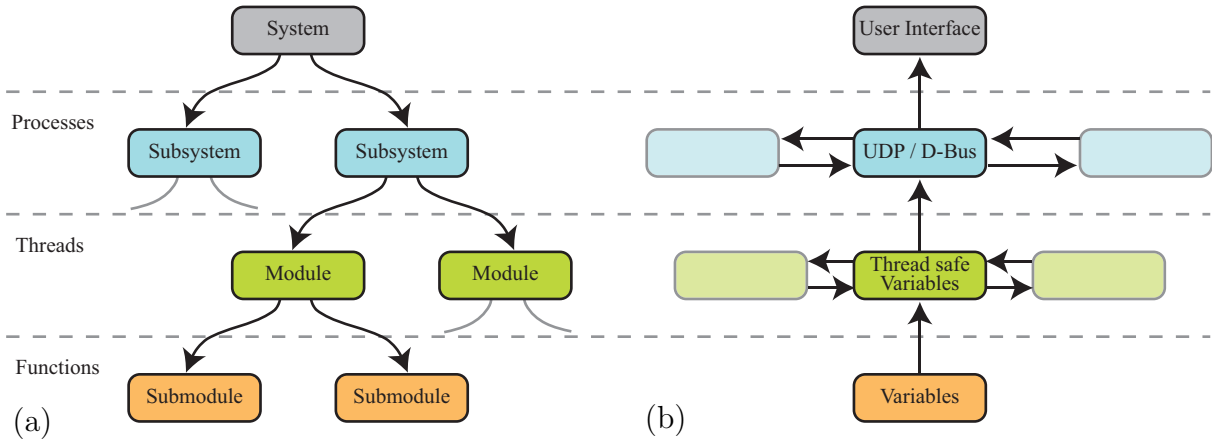 System
User Interface
Processes
Subsystem
Subsystem
UDP / D-Bus
Threads
Module
Module
Thread safe
Variables
Functions
Submodule
Submodule
Variables
(a)
(b)